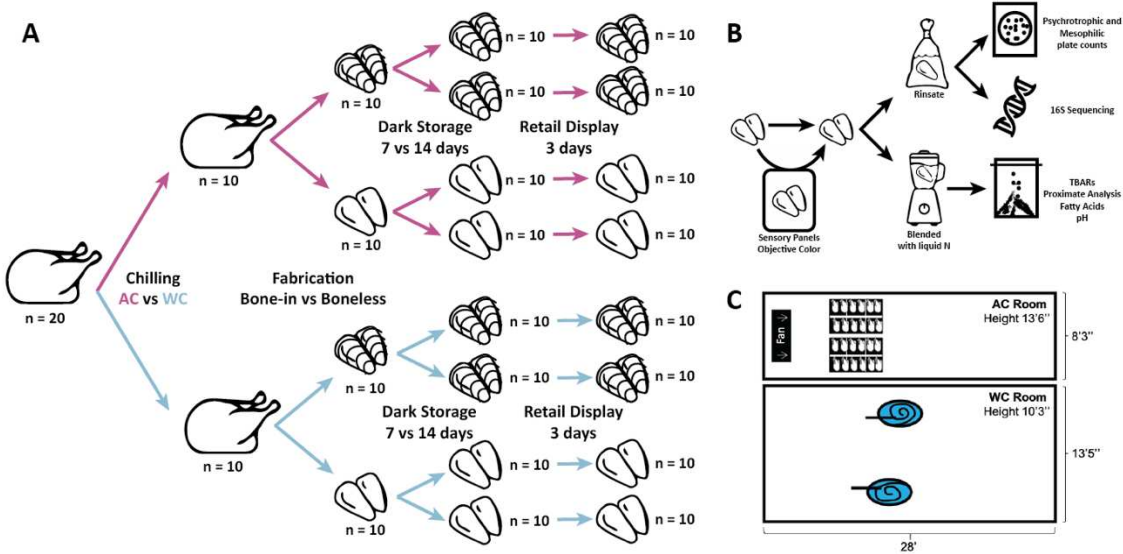 A
n = 20
Chilling
AC vs WC
n = 10
n = 10
Fabrication
Bone-in vs Boneless
n = 10
n = 10
n = 10
n = 10
Dark Storage
7 vs 14 days
n = 10
n = 10
n = 10
n = 10
Retail Display
3 days
n = 10
n = 10
n = 10
n = 10
n = 10
n = 10
Dark Storage
7 vs 14 days
n = 10
n = 10
n = 10
n = 10
Retail Display
3 days
n = 10
n = 10
n = 10
n = 10
B
Sensory Panels
Objective Color
Rinsate
Blended
with liquid N
Psychrotrophic and
Mesophilic
plate counts
16S Sequencing
TBARs
Proximate Analysis
Fatty Acids
pH
C
Fan
AC Room
Height 13'6"
8'3"
WC Room
Height 10'3"
13'5"
28'